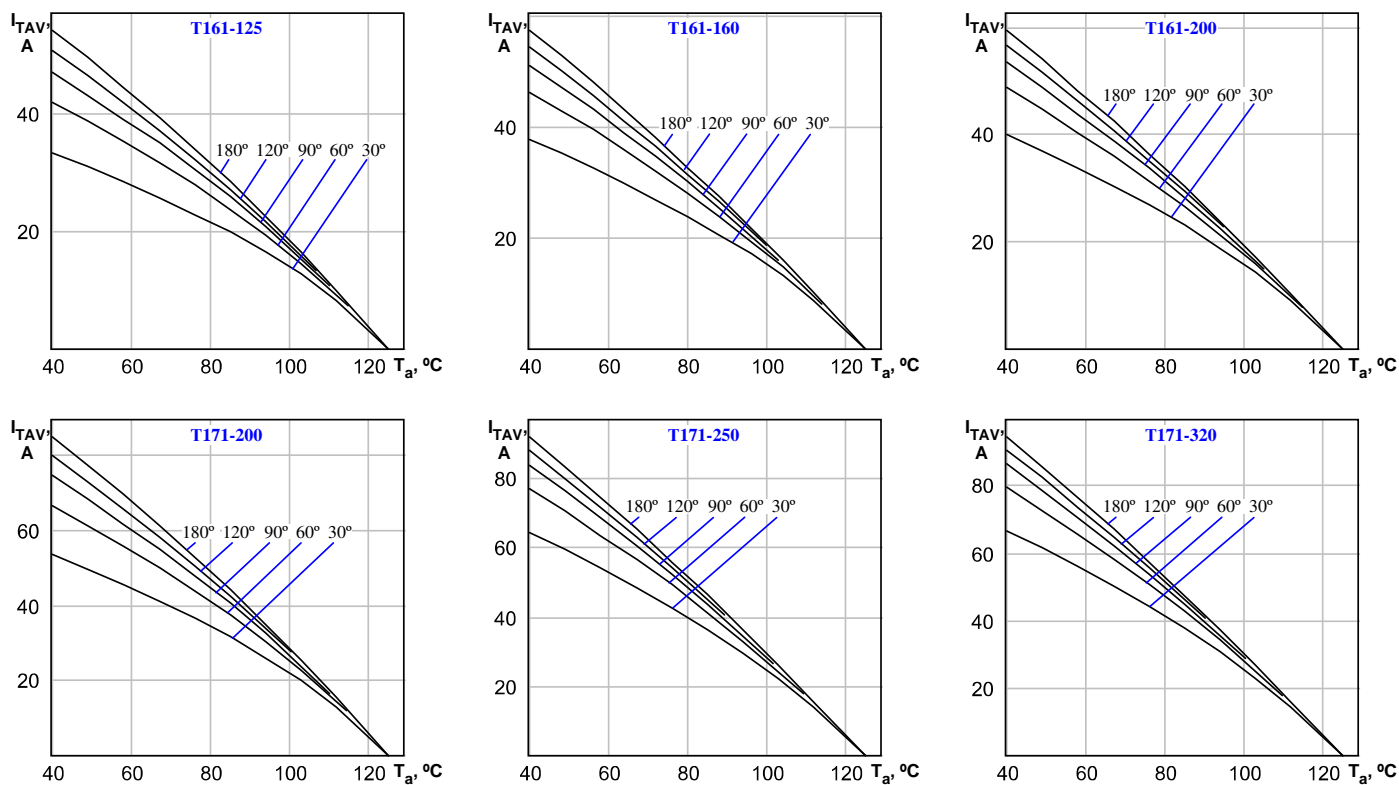 I_TAV, A
T161-125
40
180º 120º 90º 60º 30º
20
40 60 80 100 120 T_a, ºC
I_TAV, A
T161-160
40
180º 120º 90º 60º 30º
20
40 60 80 100 120 T_a, ºC
I_TAV, A
T161-200
180º 120º 90º 60º 30º
40
20
40 60 80 100 120 T_a, ºC
I_TAV, A
T171-200
60
180º 120º 90º 60º 30º
40
20
40 60 80 100 120 T_a, ºC
I_TAV, A
T171-250
80
180º 120º 90º 60º 30º
60
40
20
40 60 80 100 120 T_a, ºC
I_TAV, A
T171-320
80
180º 120º 90º 60º 30º
60
40
20
40 60 80 100 120 T_a, ºC